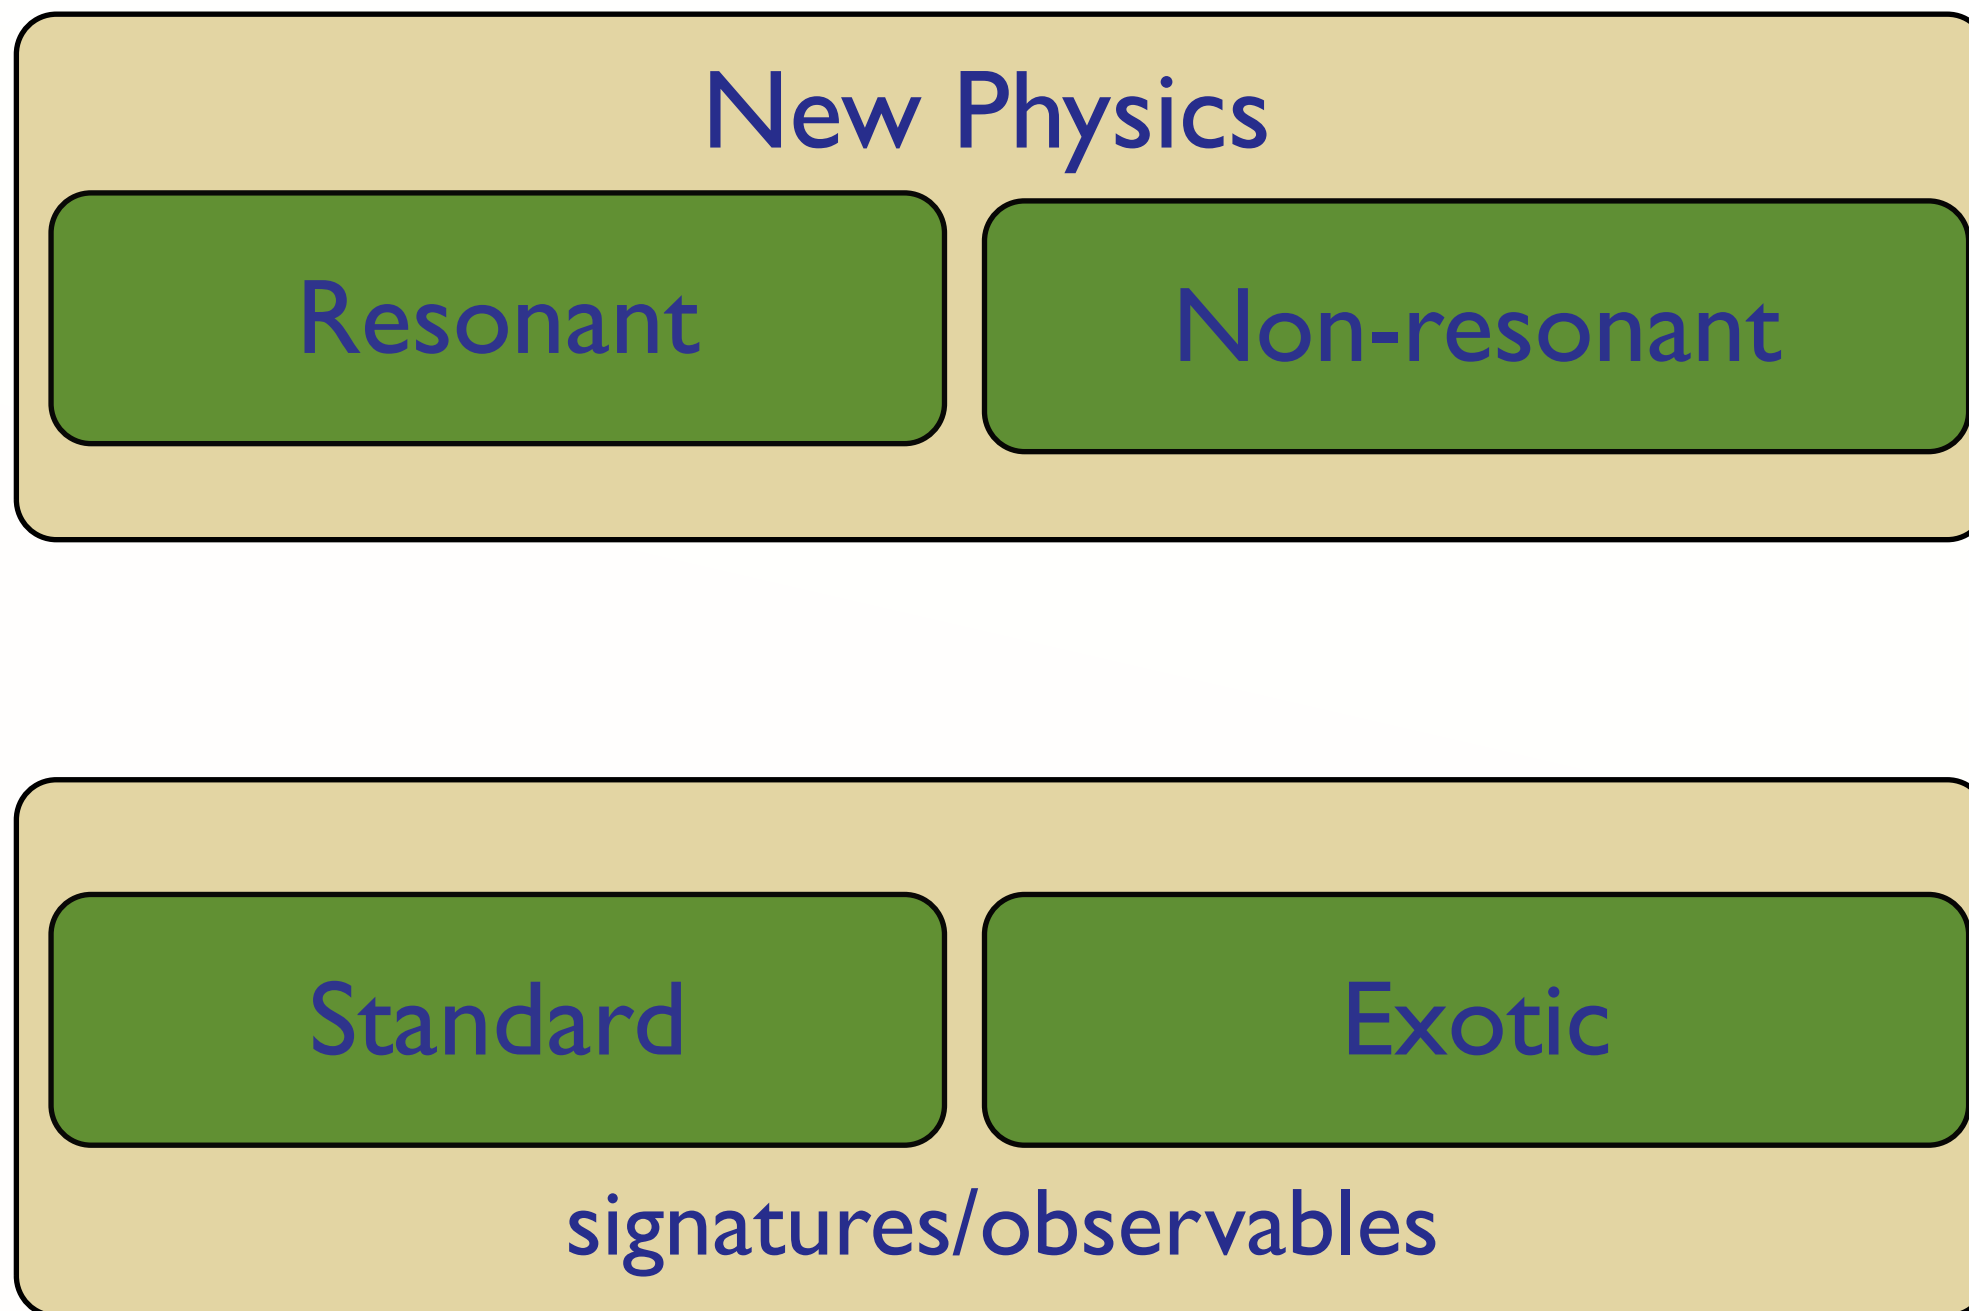 New Physics
Resonant
Non-resonant
Standard
Exotic
signatures/observables